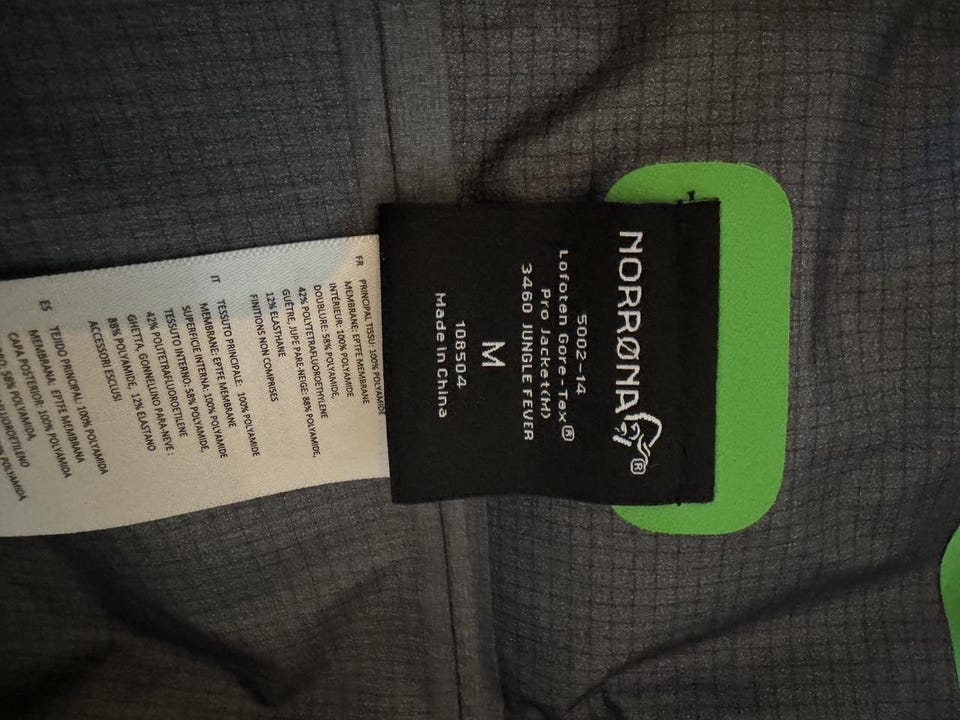 NORRØNA®
5002-14
Lofoten Gore-Tex®
Pro Jacket(M)
3460 JUNGLE FEVER
M
108504
Made in China
FR PRINCIPAL TISSU: 100% POLYAMIDE
MEMBRANE: EPTFE MEMBRANE
INTÉRIEUR: 100% POLYAMIDE
DOUBLURE: 58% POLYAMIDE,
42% POLYTETRAFLUOROETHYLENE
GUÊTRE, JUPE PARE-NEIGE: 88% POLYAMIDE,
12% ELASTHANE
FINITIONS NON COMPRISES
IT TESSUTO PRINCIPALE: 100% POLYAMIDE
MEMBRANE: EPTFE MEMBRANE
SUPERFICIE INTERNA: 100% POLYAMIDE
TESSUTO INTERNO: 58% POLYAMIDE,
42% POLITETRAFLUOROETILENE
GHETTA, GONNELLINO PARA-NEVE :
88% POLYAMIDE, 12% ELASTANO
ACCESSORI ESCLUSI
ES TEJIDO PRINCIPAL: 100% POLYAMIDA
MEMBRANA: EPTFE MEMBRANA
CAPA POSTERIOR: 100% POLYAMIDA
58% POLYAMIDA
POLYAMIDA